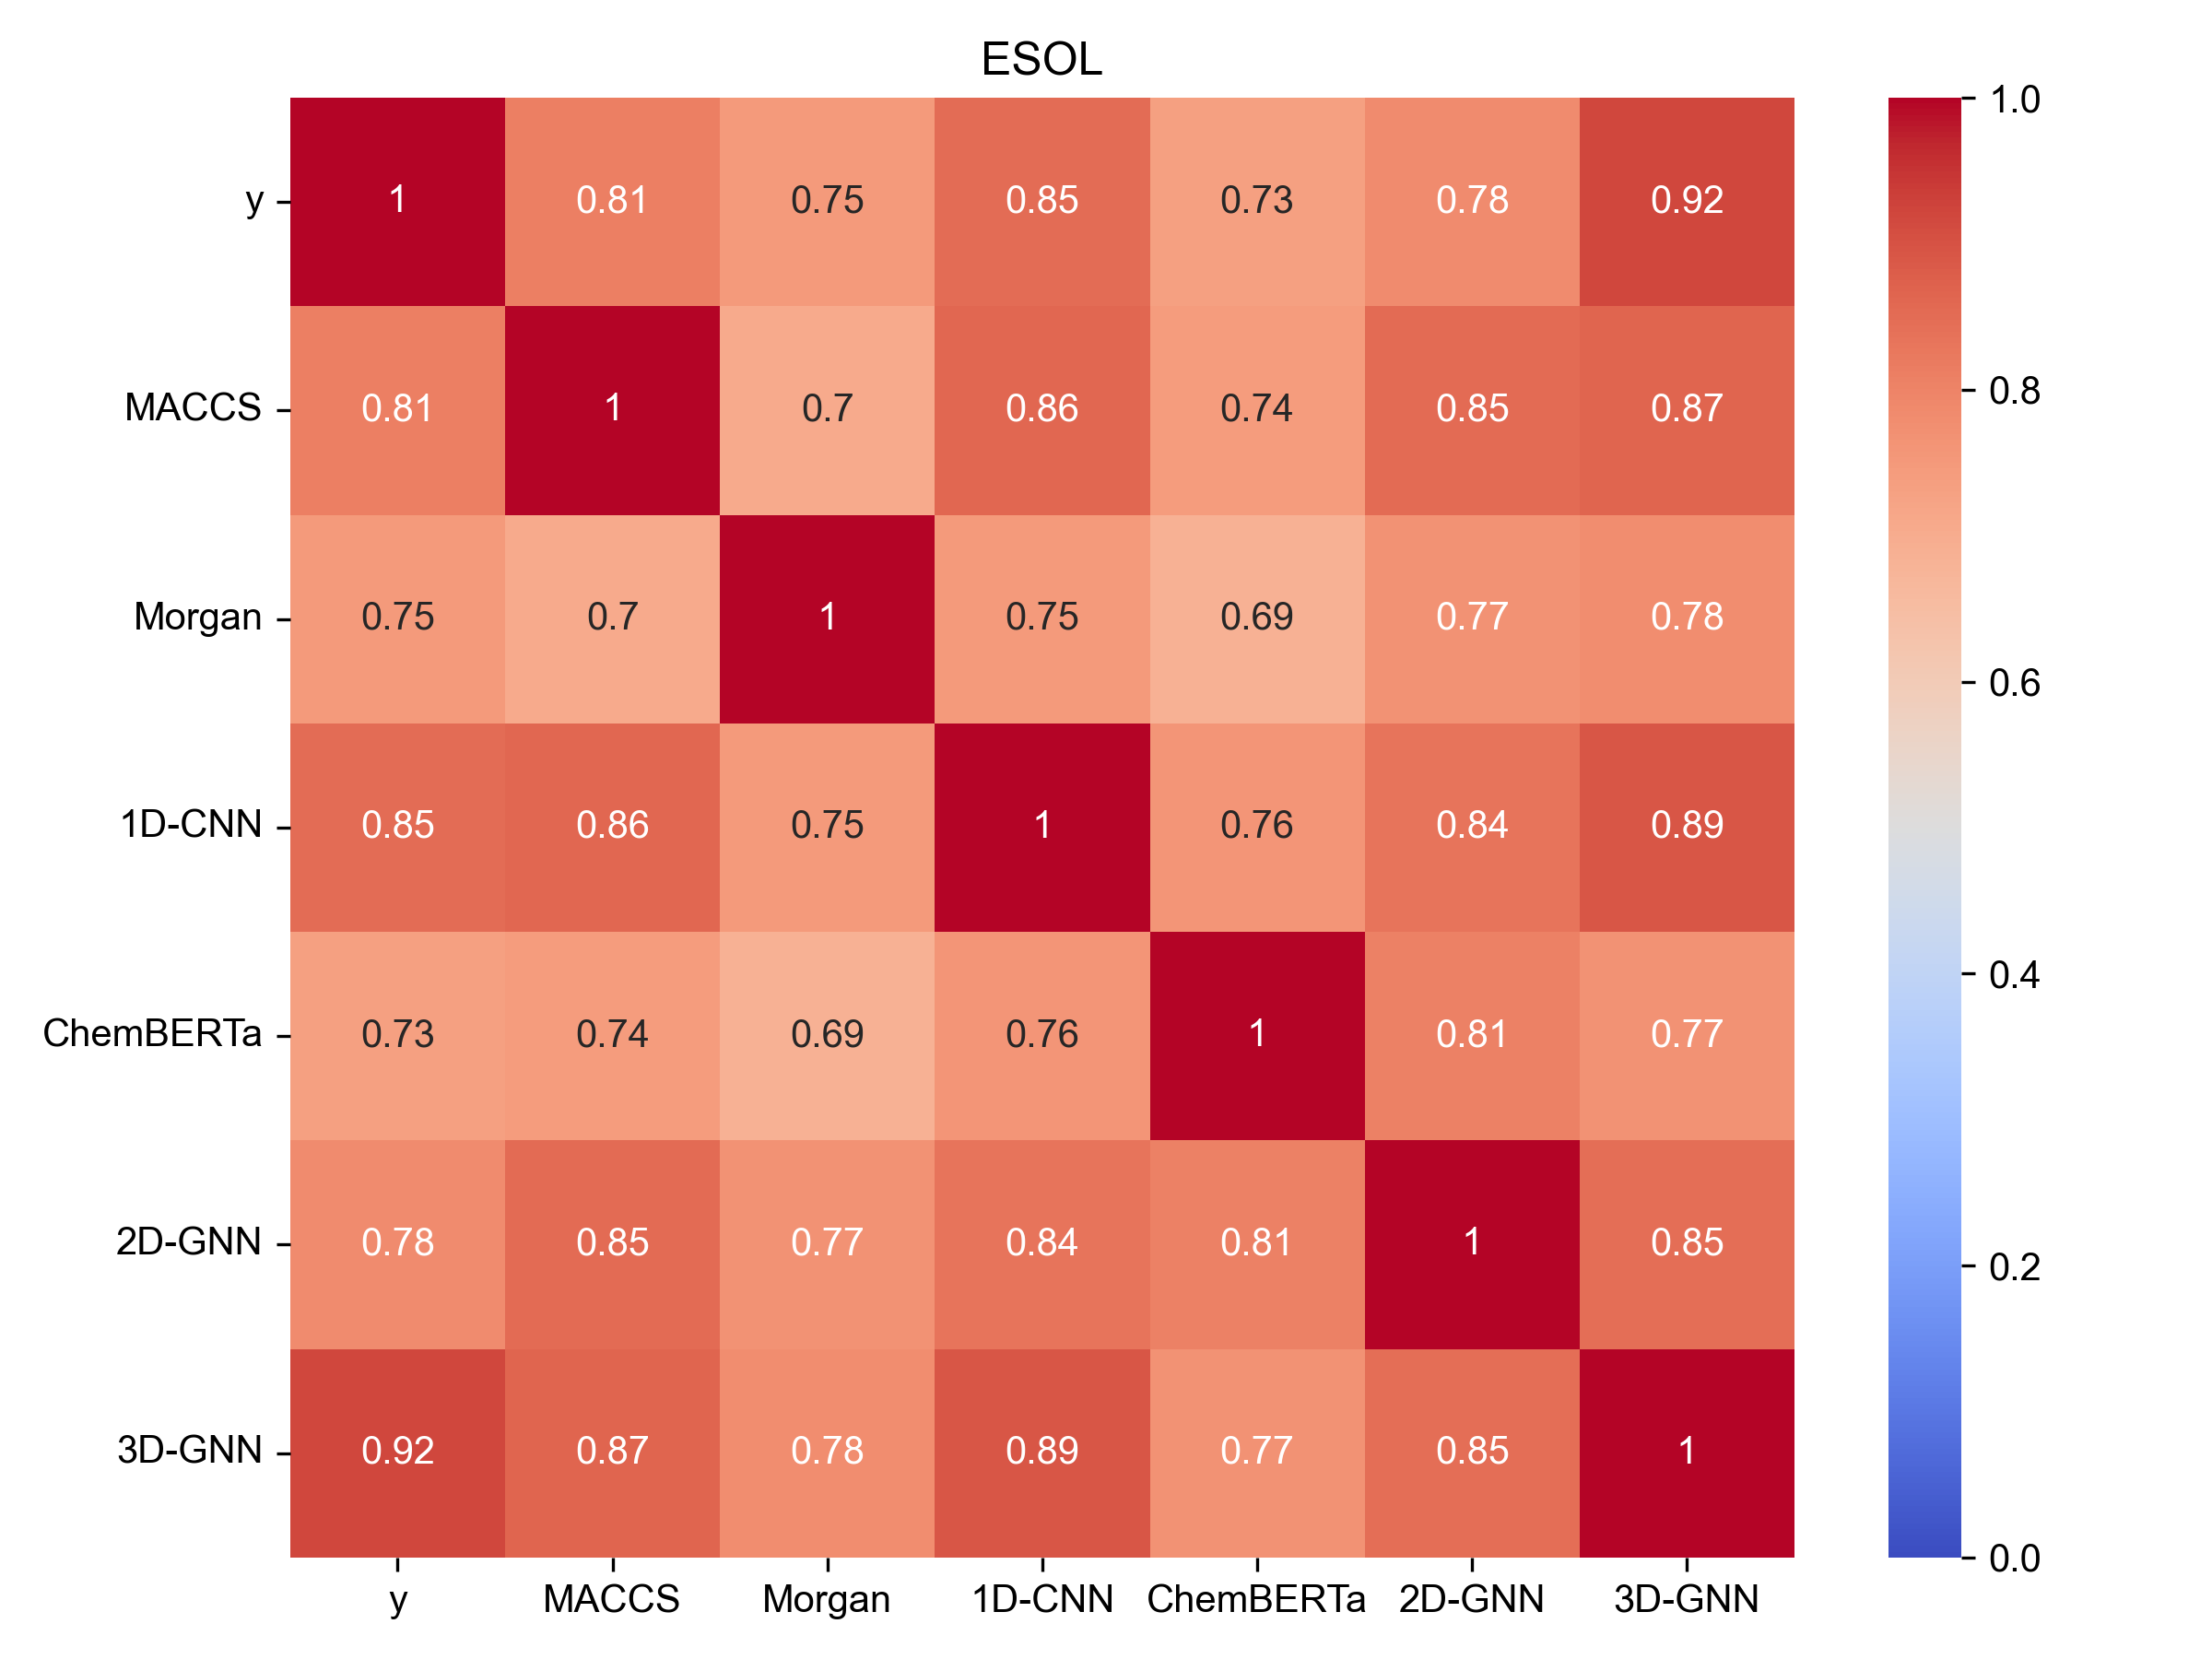 ESOL
y 1 0.81 0.75 0.85 0.73 0.78 0.92
MACCS 0.81 1 0.7 0.86 0.74 0.85 0.87
Morgan 0.75 0.7 1 0.75 0.69 0.77 0.78
1D-CNN 0.85 0.86 0.75 1 0.76 0.84 0.89
ChemBERTa 0.73 0.74 0.69 0.76 1 0.81 0.77
2D-GNN 0.78 0.85 0.77 0.84 0.81 1 0.85
3D-GNN 0.92 0.87 0.78 0.89 0.77 0.85 1
y MACCS Morgan 1D-CNN ChemBERTa 2D-GNN 3D-GNN
1.0
0.8
0.6
0.4
0.2
0.0